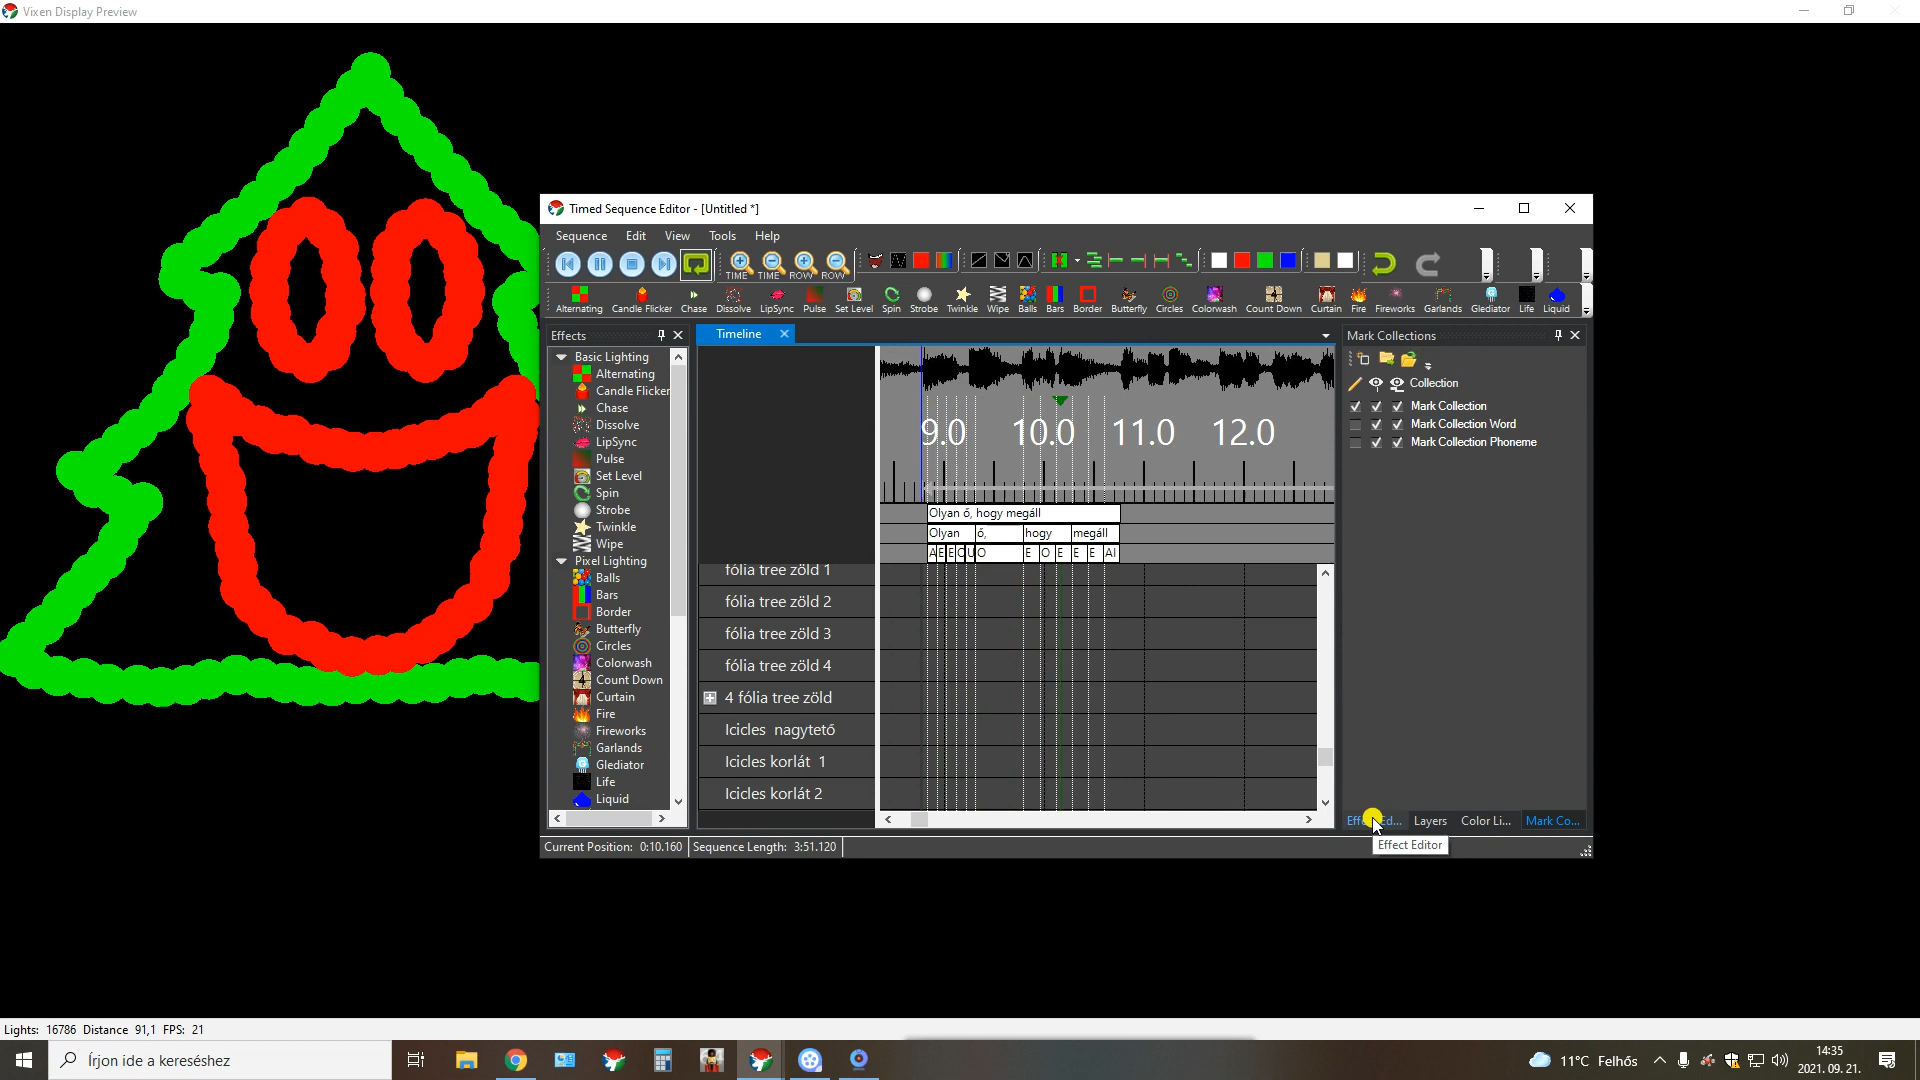 Vixen Display Preview
Timed Sequence Editor - [Untitled *]
Sequence Edit View Tools Help
TIME TIME ROW ROW
Alternating Candle Flicker Chase Dissolve LipSync Pulse Set Level Spin Strobe Twinkle Wipe Balls Bars Border Butterfly Circles Colorwash Count Down Curtain Fire Fireworks Garlands Glediator Life Liquid
Effects
Basic Lighting
Alternating
Candle Flicker
Chase
Dissolve
LipSync
Pulse
Set Level
Spin
Strobe
Twinkle
Wipe
Pixel Lighting
Balls
Bars
Border
Butterfly
Circles
Colorwash
Count Down
Curtain
Fire
Fireworks
Garlands
Glediator
Life
Liquid
Timeline
9.0 10.0 11.0 12.0
Olyan ő, hogy megáll
Olyan ő, hogy megáll
A E E O U O E O E E E AI
fólia tree zöld 1
fólia tree zöld 2
fólia tree zöld 3
fólia tree zöld 4
4 fólia tree zöld
Icicles nagytető
Icicles korlát 1
Icicles korlát 2
Mark Collections
Collection
Mark Collection
Mark Collection Word
Mark Collection Phoneme
Layers Color Li... Mark Co...
Effect Editor
Current Position: 0:10.160 Sequence Length: 3:51.120
Lights: 16786 Distance 91,1 FPS: 21
Írjon ide a kereséshez
11°C Felhős
14:35
2021. 09. 21.